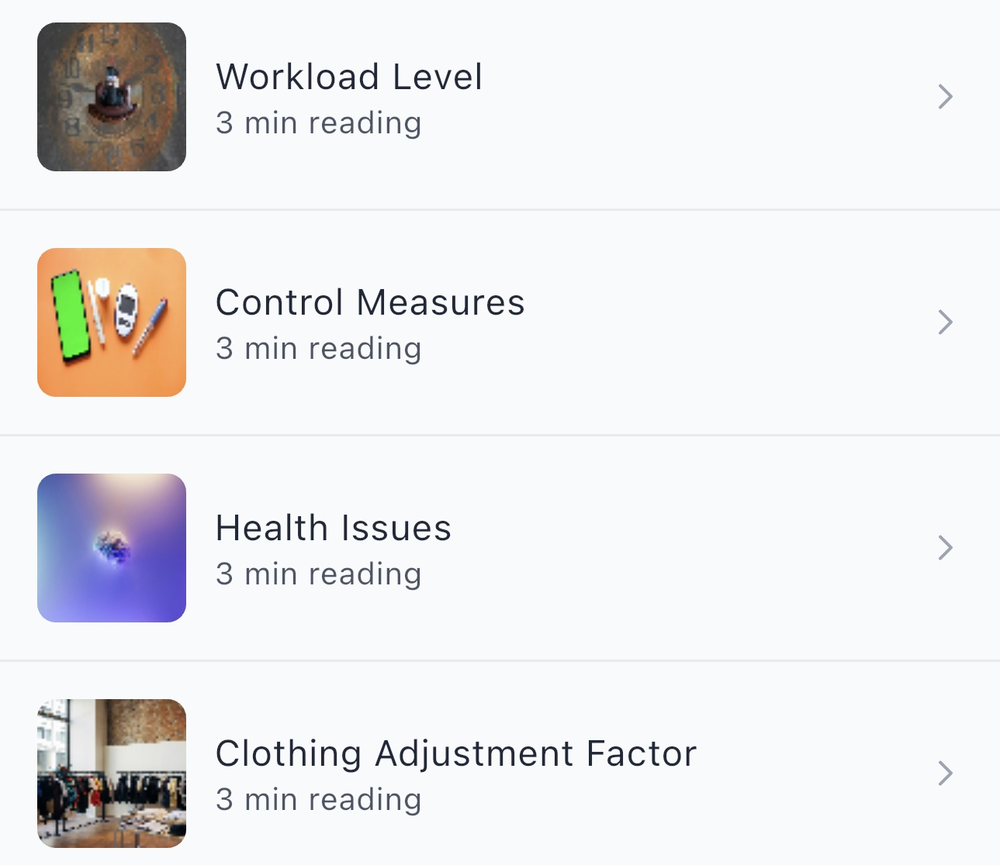 Workload Level
3 min reading
Control Measures
3 min reading
Health Issues
3 min reading
Clothing Adjustment Factor
3 min reading